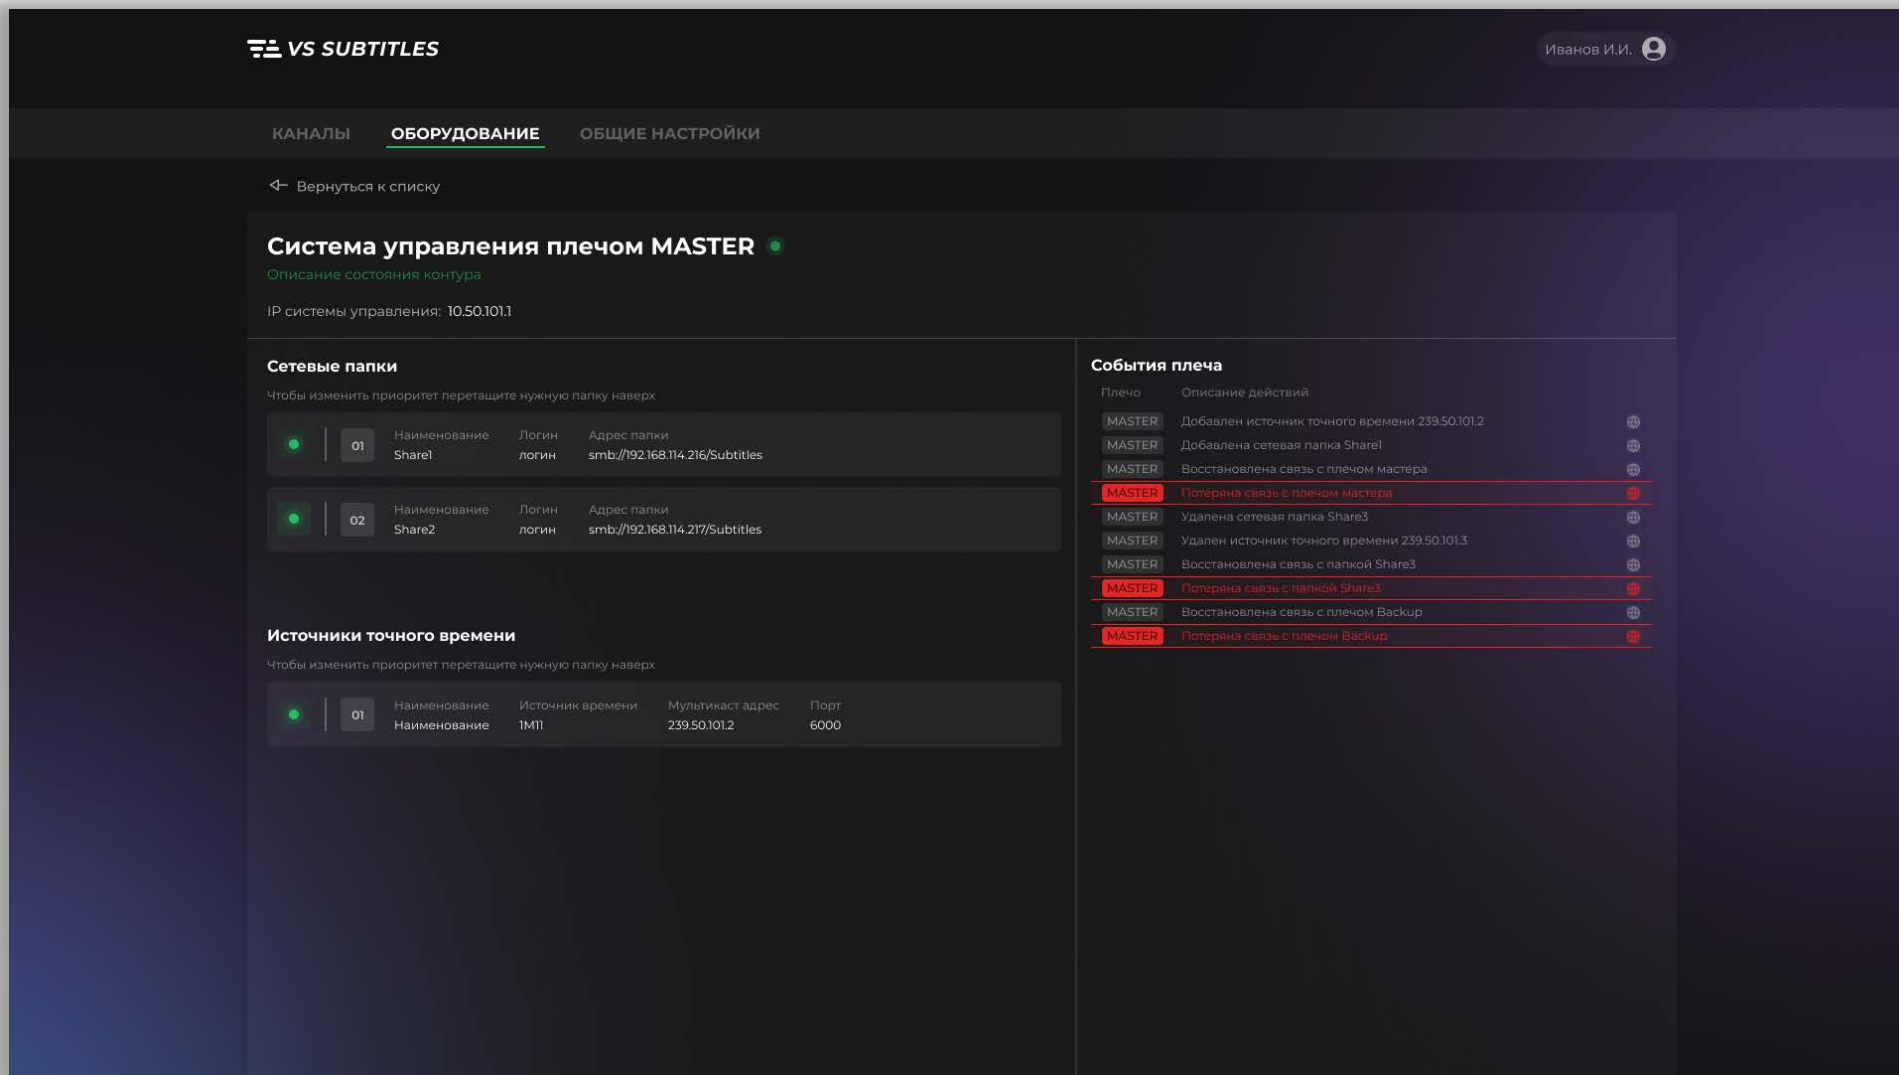 VS SUBTITLES
Иванов И.И.
КАНАЛЫ ОБОРУДОВАНИЕ ОБЩИЕ НАСТРОЙКИ
Вернуться к списку
Система управления плечом MASTER
Описание состояния контура
IP системы управления: 10.50.101.1
Сетевые папки
Чтобы изменить приоритет перетащите нужную папку наверх
01
Наименование Логин Адрес папки
Share1 логин smb://192.168.114.216/Subtitles
02
Наименование Логин Адрес папки
Share2 логин smb://192.168.114.217/Subtitles
Источники точного времени
Чтобы изменить приоритет перетащите нужную папку наверх
01
Наименование Источник времени Мультикаст адрес Порт
Наименование 1М11 239.50.101.2 6000
События плеча
Плечо Описание действий
MASTER Добавлен источник точного времени 239.50.101.2
MASTER Добавлена сетевая папка Share1
MASTER Восстановлена связь с плечом мастера
MASTER Потеряна связь с плечом мастера
MASTER Удалена сетевая папка Share3
MASTER Удален источник точного времени 239.50.101.3
MASTER Восстановлена связь с папкой Share3
MASTER Потеряна связь с папкой Share3
MASTER Восстановлена связь с плечом Backup
MASTER Потеряна связь с плечом Backup